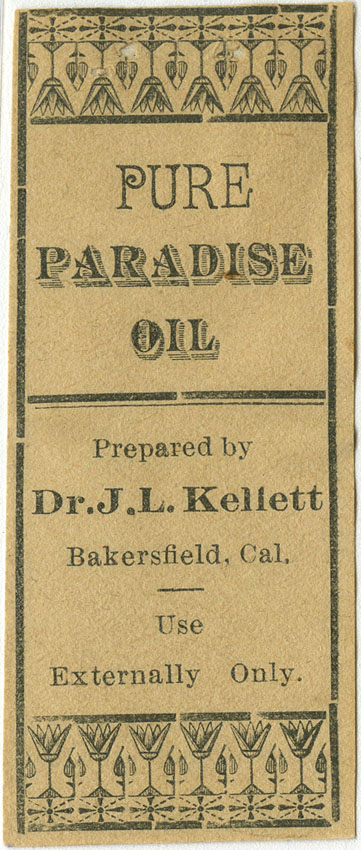 PURE
PARADISE
OIL
Prepared by
Dr. J. L. Kellett
Bakersfield, Cal.
Use
Externally Only.